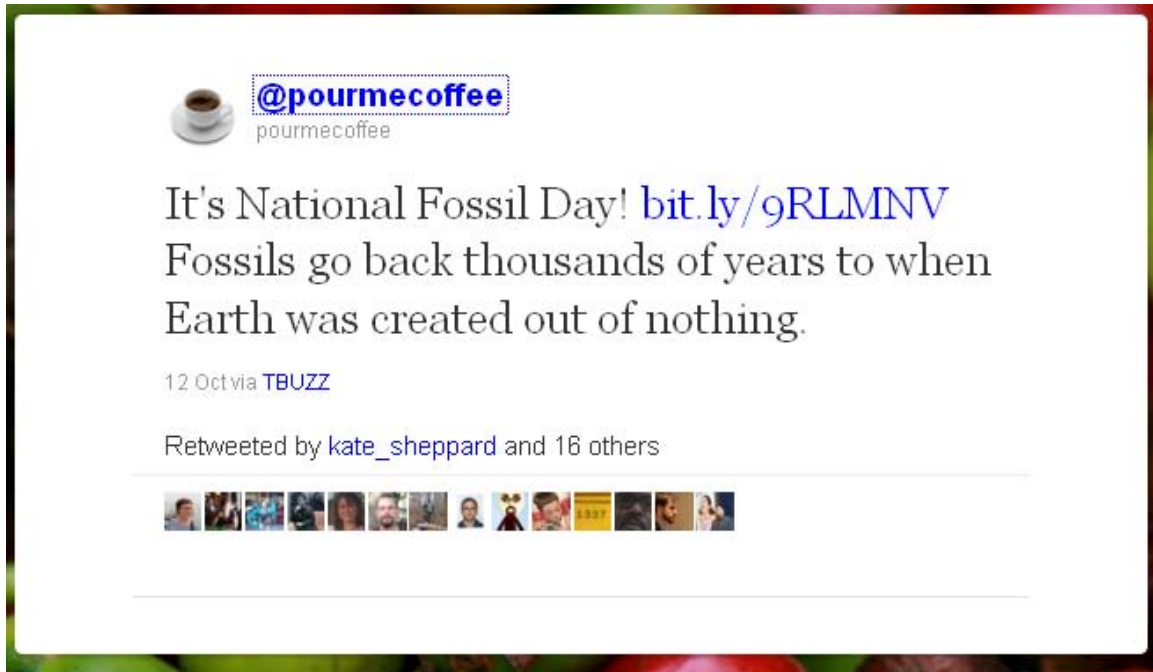 @pourmecoffee
pourmecoffee
It's National Fossil Day! bit.ly/9RLMNV
Fossils go back thousands of years to when
Earth was created out of nothing.
12 Oct via TBUZZ
Retweeted by kate_sheppard and 16 others
1337